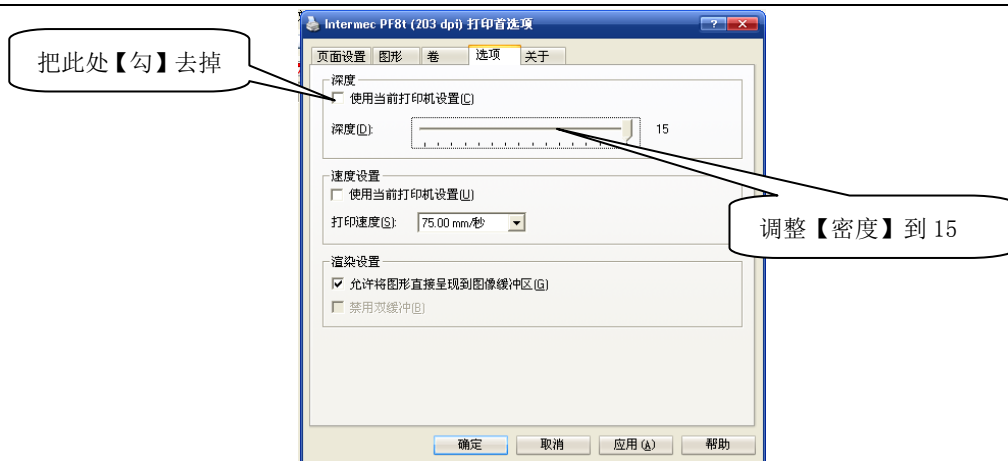 Intermec PF8t (203 dpi) 打印首选项
把此处【勾】去掉
页面设置 图形 卷 选项 关于
深度
使用当前打印机设置(C)
深度(D): 15
速度设置
使用当前打印机设置(U)
打印速度(S): 75.00 mm/秒
调整【密度】到 15
渲染设置
允许将图形直接呈现到图像缓冲区(G)
禁用双缓冲(B)
确定 取消 应用(A) 帮助